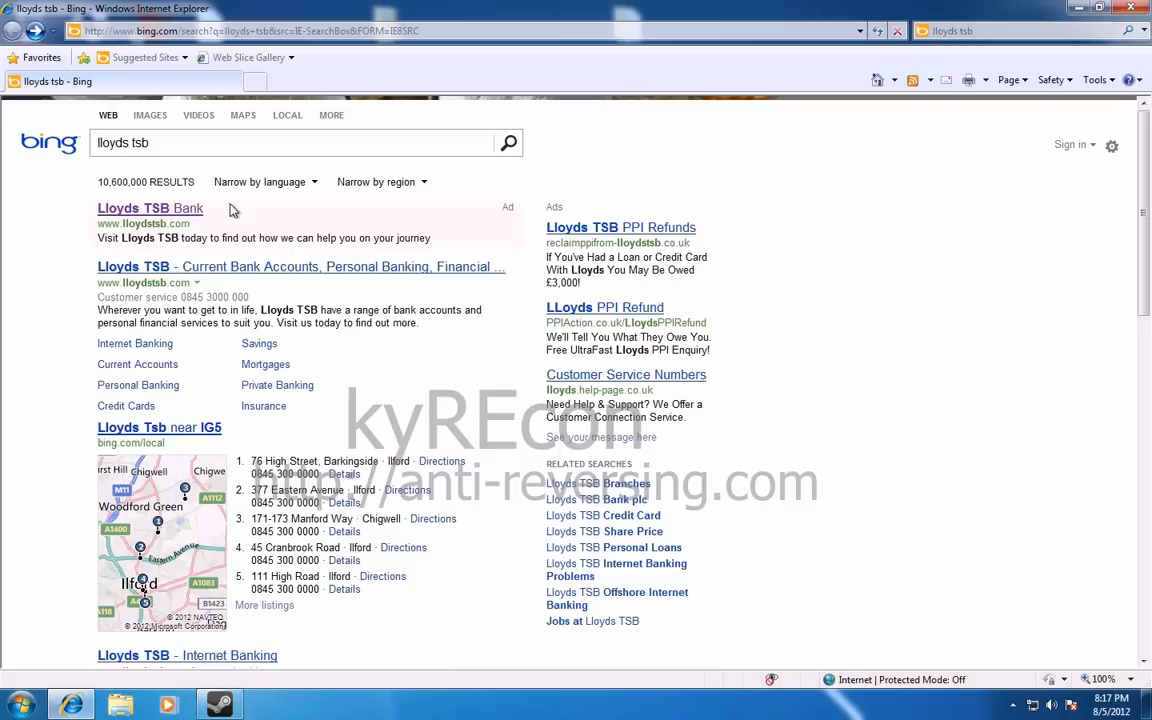 lloyds tsb - Bing - Windows Internet Explorer
http://www.bing.com/search?q=lloyds+tsb&src=IE-SearchBox&FORM=IE8SRC
lloyds tsb
Favorites Suggested Sites Web Slice Gallery
lloyds tsb - Bing
Page Safety Tools
WEB IMAGES VIDEOS MAPS LOCAL MORE
bing lloyds tsb
Sign in
10,600,000 RESULTS Narrow by language Narrow by region
Lloyds TSB Bank Ad
www.lloydstsb.com
Visit Lloyds TSB today to find out how we can help you on your journey
Lloyds TSB - Current Bank Accounts, Personal Banking, Financial ...
www.lloydstsb.com
Customer service 0845 3000 000
Wherever you want to get to in life, Lloyds TSB have a range of bank accounts and
personal financial services to suit you. Visit us today to find out more.
Internet Banking Savings
Current Accounts Mortgages
Personal Banking Private Banking
Credit Cards Insurance
Lloyds Tsb near IG5
bing.com/local
1. 76 High Street, Barkingside · Ilford · Directions
0845 300 0000 · Details
2. 377 Eastern Avenue · Ilford · Directions
0845 300 0000 · Details
3. 171-173 Manford Way · Chigwell · Directions
0845 300 0000 · Details
4. 45 Cranbrook Road · Ilford · Directions
0845 300 0000 · Details
5. 111 High Road · Ilford · Directions
0845 300 0000 · Details
More listings
urst Hill Chigwell Chigwe
M11
3
A1112
Woodford Green
1
A1400
2
Eastern Avenue
4
Ilford
A1083
5
B1423
A118
© 2012 NAVTEQ
© 2012 Microsoft Corporation
Lloyds TSB - Internet Banking
Ads
Lloyds TSB PPI Refunds
reclaimppifrom-lloydstsb.co.uk
If You've Had a Loan or Credit Card
With Lloyds You May Be Owed
£3,000!
LLoyds PPI Refund
PPIAction.co.uk/LloydsPPIRefund
We'll Tell You What They Owe You.
Free UltraFast Lloyds PPI Enquiry!
Customer Service Numbers
lloyds.help-page.co.uk
Need Help & Support? We Offer a
Customer Connection Service.
See your message here
RELATED SEARCHES
Lloyds TSB Branches
Lloyds TSB Bank plc
Lloyds TSB Credit Card
Lloyds TSB Share Price
Lloyds TSB Personal Loans
Lloyds TSB Internet Banking
Problems
Lloyds TSB Offshore Internet
Banking
Jobs at Lloyds TSB
kyREcon
http://anti-reversing.com
Internet | Protected Mode: Off 100%
8:17 PM
8/5/2012